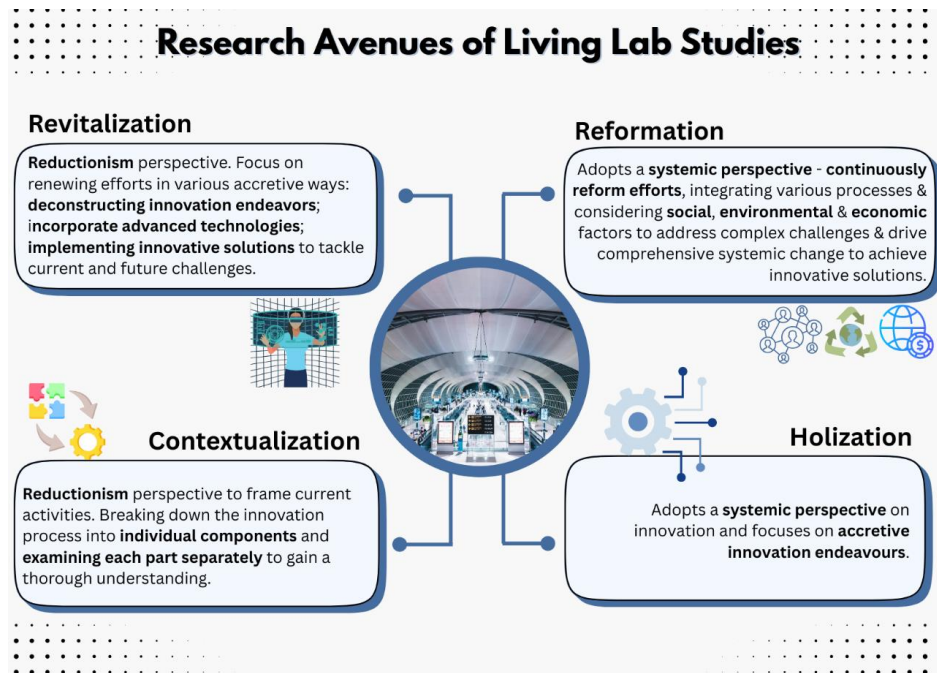 Research Avenues of Living Lab Studies
Revitalization
Reductionism perspective. Focus on
renewing efforts in various accretive ways:
deconstructing innovation endeavors;
incorporate advanced technologies;
implementing innovative solutions to tackle
current and future challenges.
Reformation
Adopts a systemic perspective - continuously
reform efforts, integrating various processes &
considering social, environmental & economic
factors to address complex challenges & drive
comprehensive systemic change to achieve
innovative solutions.
$
Contextualization
Reductionism perspective to frame current
activities. Breaking down the innovation
process into individual components and
examining each part separately to gain a
thorough understanding.
Holization
Adopts a systemic perspective on
innovation and focuses on accretive
innovation endeavours.